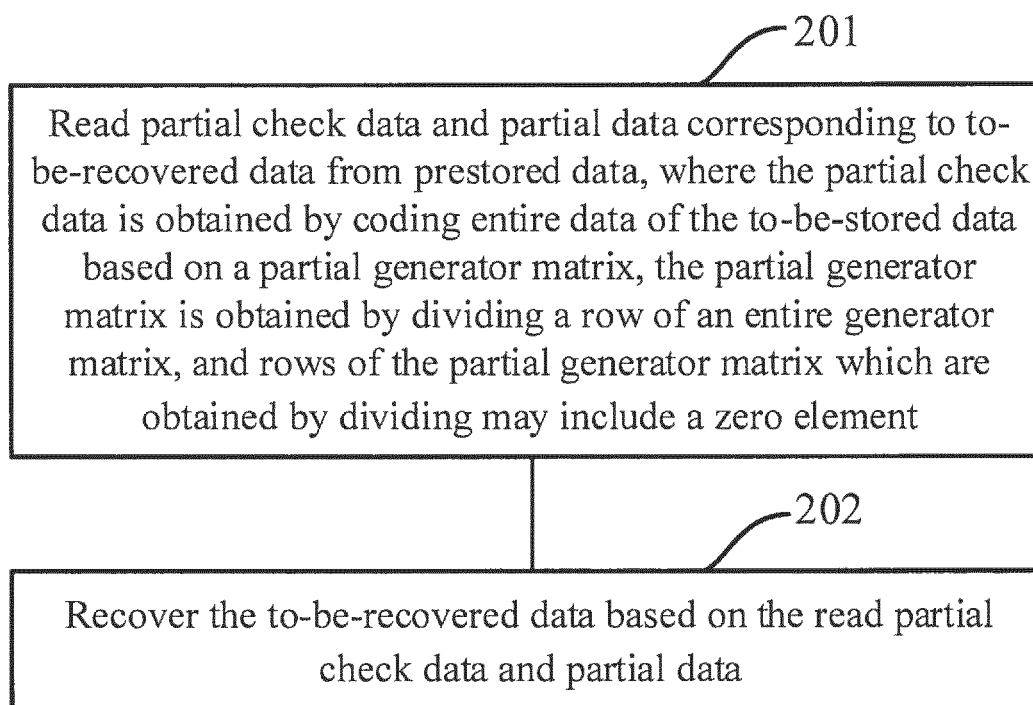 201
Read partial check data and partial data corresponding to to-
be-recovered data from prestored data, where the partial check
data is obtained by coding entire data of the to-be-stored data
based on a partial generator matrix, the partial generator
matrix is obtained by dividing a row of an entire generator
matrix, and rows of the partial generator matrix which are
obtained by dividing may include a zero element
202
Recover the to-be-recovered data based on the read partial
check data and partial data